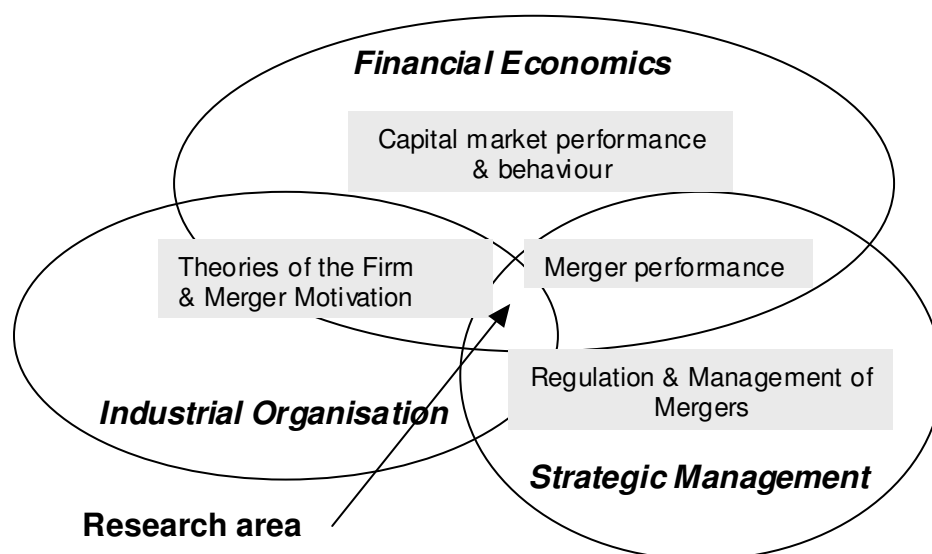 Financial Economics
Capital market performance
& behaviour
Theories of the Firm
& Merger Motivation
Merger performance
Regulation & Management of
Mergers
Industrial Organisation
Strategic Management
Research area